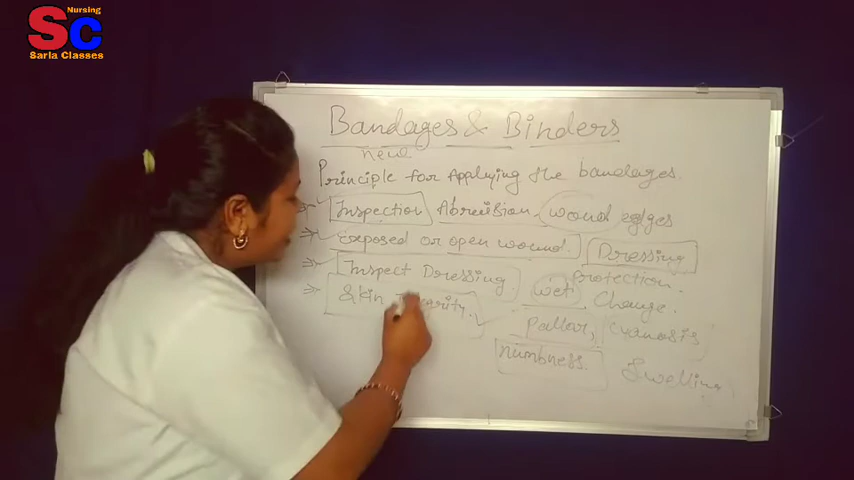 Nursing
SC
Sarla Classes
Bandages & Binders
Principle for Applying the bandages
Inspection Abrasion. wound edges
Exposed or open wound. Dressing
protection.
Inspect Dressing. wet Change.
Skin
Pallor, cyanosis
numbness. Swelling